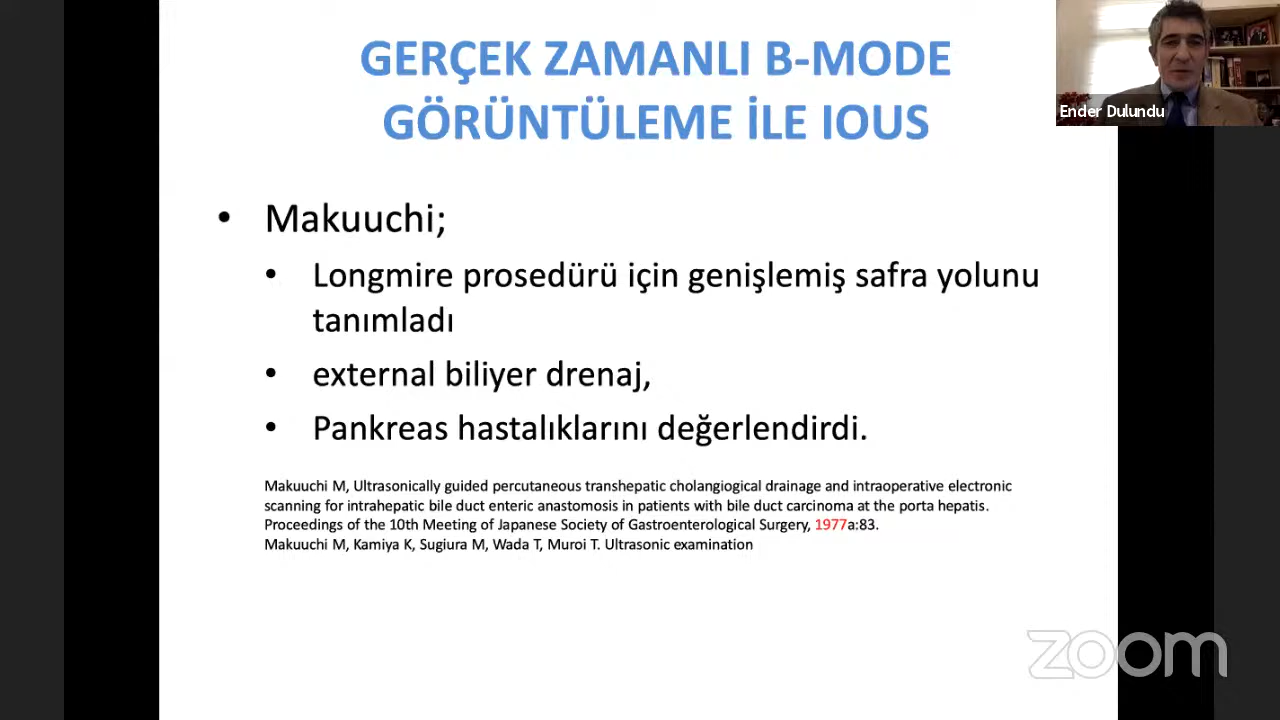 GERÇEK ZAMANLI B-MODE
GÖRÜNTÜLEME İLE IOUS
Ender Dulundu
• Makuuchi;
• Longmire prosedürü için genişlemiş safra yolunu
tanımladı
• external biliyer drenaj,
• Pankreas hastalıklarını değerlendirdi.
Makuuchi M, Ultrasonically guided percutaneous transhepatic cholangiogical drainage and intraoperative electronic
scanning for intrahepatic bile duct enteric anastomosis in patients with bile duct carcinoma at the porta hepatis.
Proceedings of the 10th Meeting of Japanese Society of Gastroenterological Surgery, 1977a:83.
Makuuchi M, Kamiya K, Sugiura M, Wada T, Muroi T. Ultrasonic examination
zoom